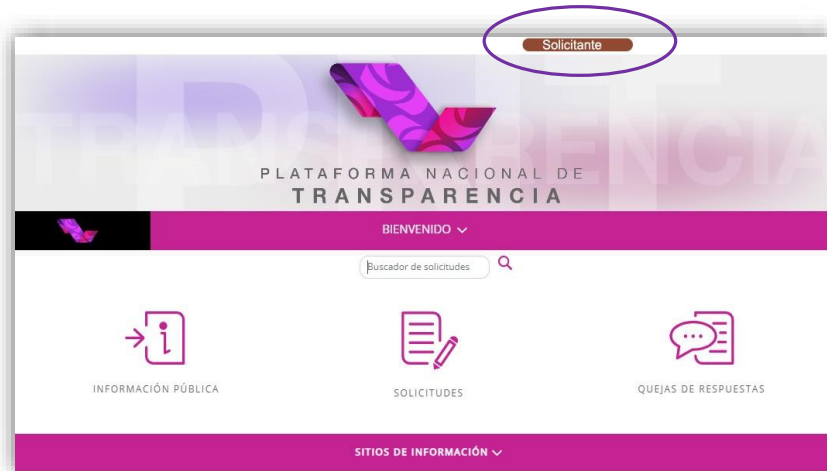 Solicitante
PNT
TRANSPARENCIA
PLATAFORMA NACIONAL DE
TRANSPARENCIA
BIENVENIDO
Buscador de solicitudes
INFORMACIÓN PÚBLICA
SOLICITUDES
QUEJAS DE RESPUESTAS
SITIOS DE INFORMACIÓN